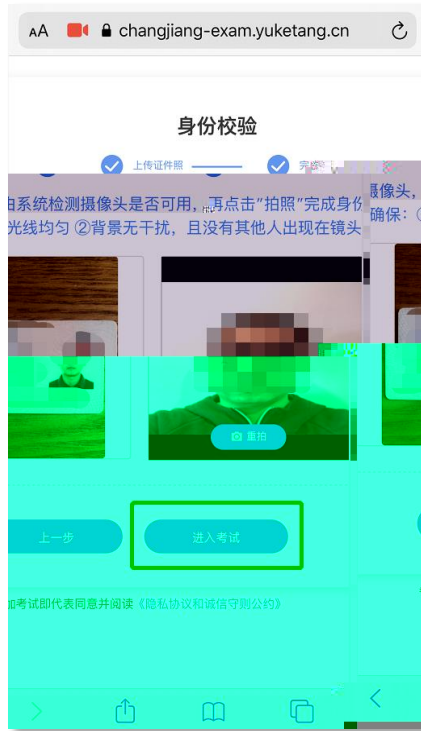 AA changjiang-exam.yuketang.cn
身份校验
上传证件照
由系统检测摄像头是否可用，再点击"拍照"完成身份
摄像头，
光线均匀 ②背景无干扰，且没有其他人出现在镜头
确保：
重拍
上一步
进入考试
加考试即代表同意并阅读《隐私协议和诚信守则公约》